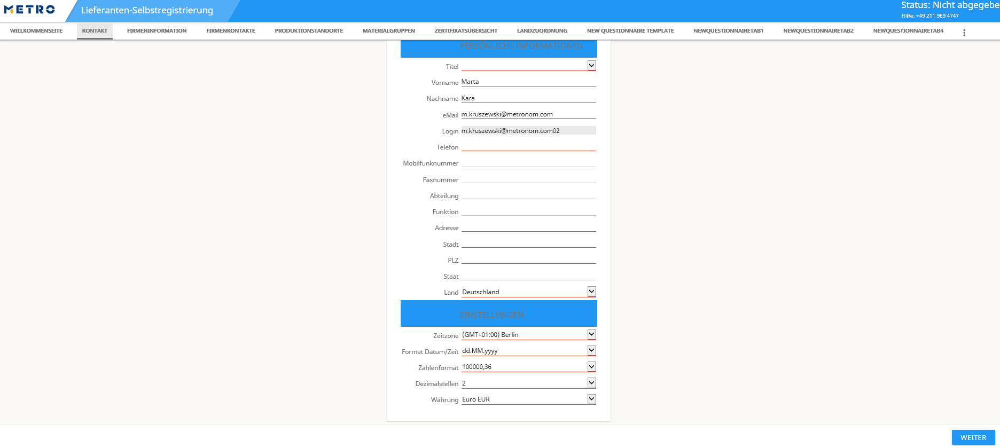 METRO
Lieferanten-Selbstregistrierung
Status: Nicht abgegebe
Hilfe: +49 211 969 4747
WILLKOMMENSEITE KONTAKT FIRMENINFORMATION FIRMENKONTAKTE PRODUKTIONSTANDORTE MATERIALGRUPPEN ZERTIFIKATSÜBERSICHT LANDZUORDNUNG NEW QUESTIONNAIRE TEMPLATE NEWQUESTIONNAIRETAB1 NEWQUESTIONNAIRETAB2 NEWQUESTIONNAIRETAB4
PERSÖNLICHE INFORMATIONEN
Titel
Vorname Marta
Nachname Kara
eMail m.kruszewski@metronom.com
Login m.kruszewski@metronom.com02
Telefon
Mobilfunknummer
Faxnummer
Abteilung
Funktion
Adresse
Stadt
PLZ
Staat
Land Deutschland
EINSTELLUNGEN
Zeitzone (GMT+01:00) Berlin
Format Datum/Zeit dd.MM.yyyy
Zahlenformat 100000,36
Dezimalstellen 2
Währung Euro EUR
WEITER